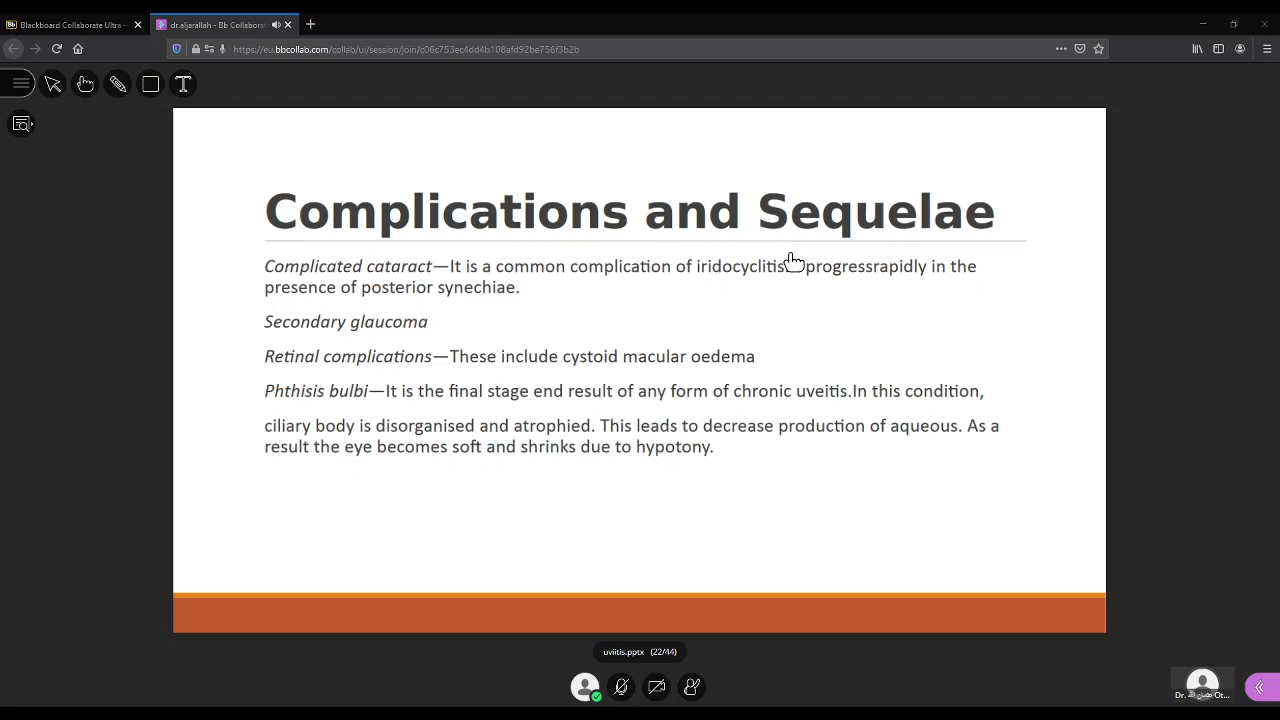 Blackboard Collaborate Ultra –
dr.aljarallah - Bb Collaborat
https://eu.bbcollab.com/collab/ui/session/join/c06c753ec4dd4b108afd92be756f3b2b
Complications and Sequelae
Complicated cataract—It is a common complication of iridocyclitis. progressrapidly in the
presence of posterior synechiae.
Secondary glaucoma
Retinal complications—These include cystoid macular oedema
Phthisis bulbi—It is the final stage end result of any form of chronic uveitis.In this condition,
ciliary body is disorganised and atrophied. This leads to decrease production of aqueous. As a
result the eye becomes soft and shrinks due to hypotony.
uviitis.pptx (22/44)
Dr. Ot...